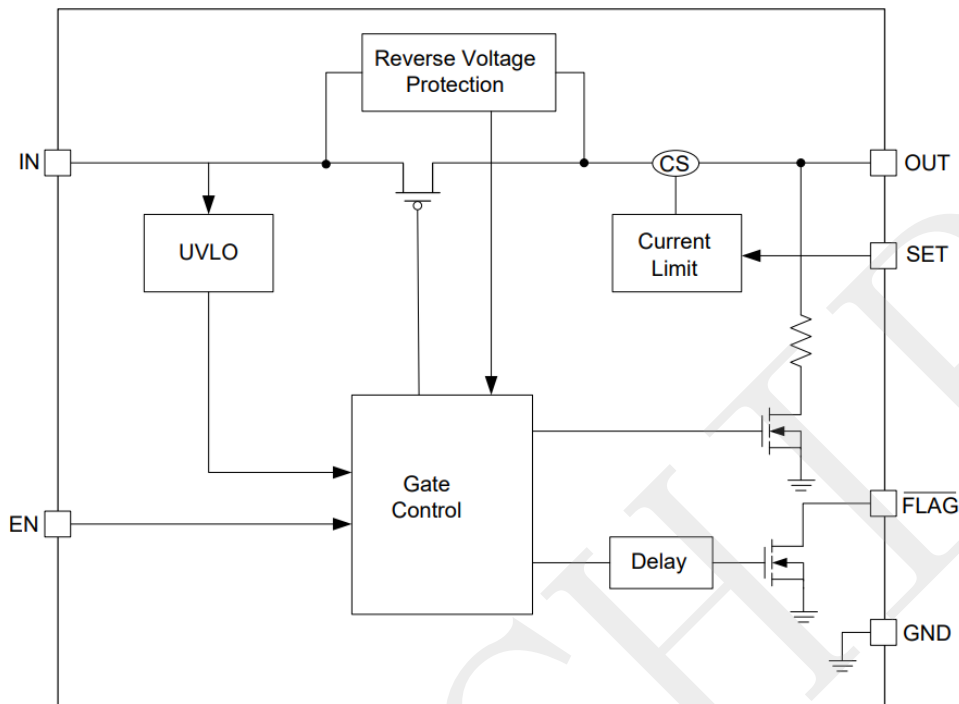 Reverse Voltage
Protection
IN
CS
OUT
UVLO
Current
Limit
SET
Gate
Control
EN
FLAG
Delay
GND